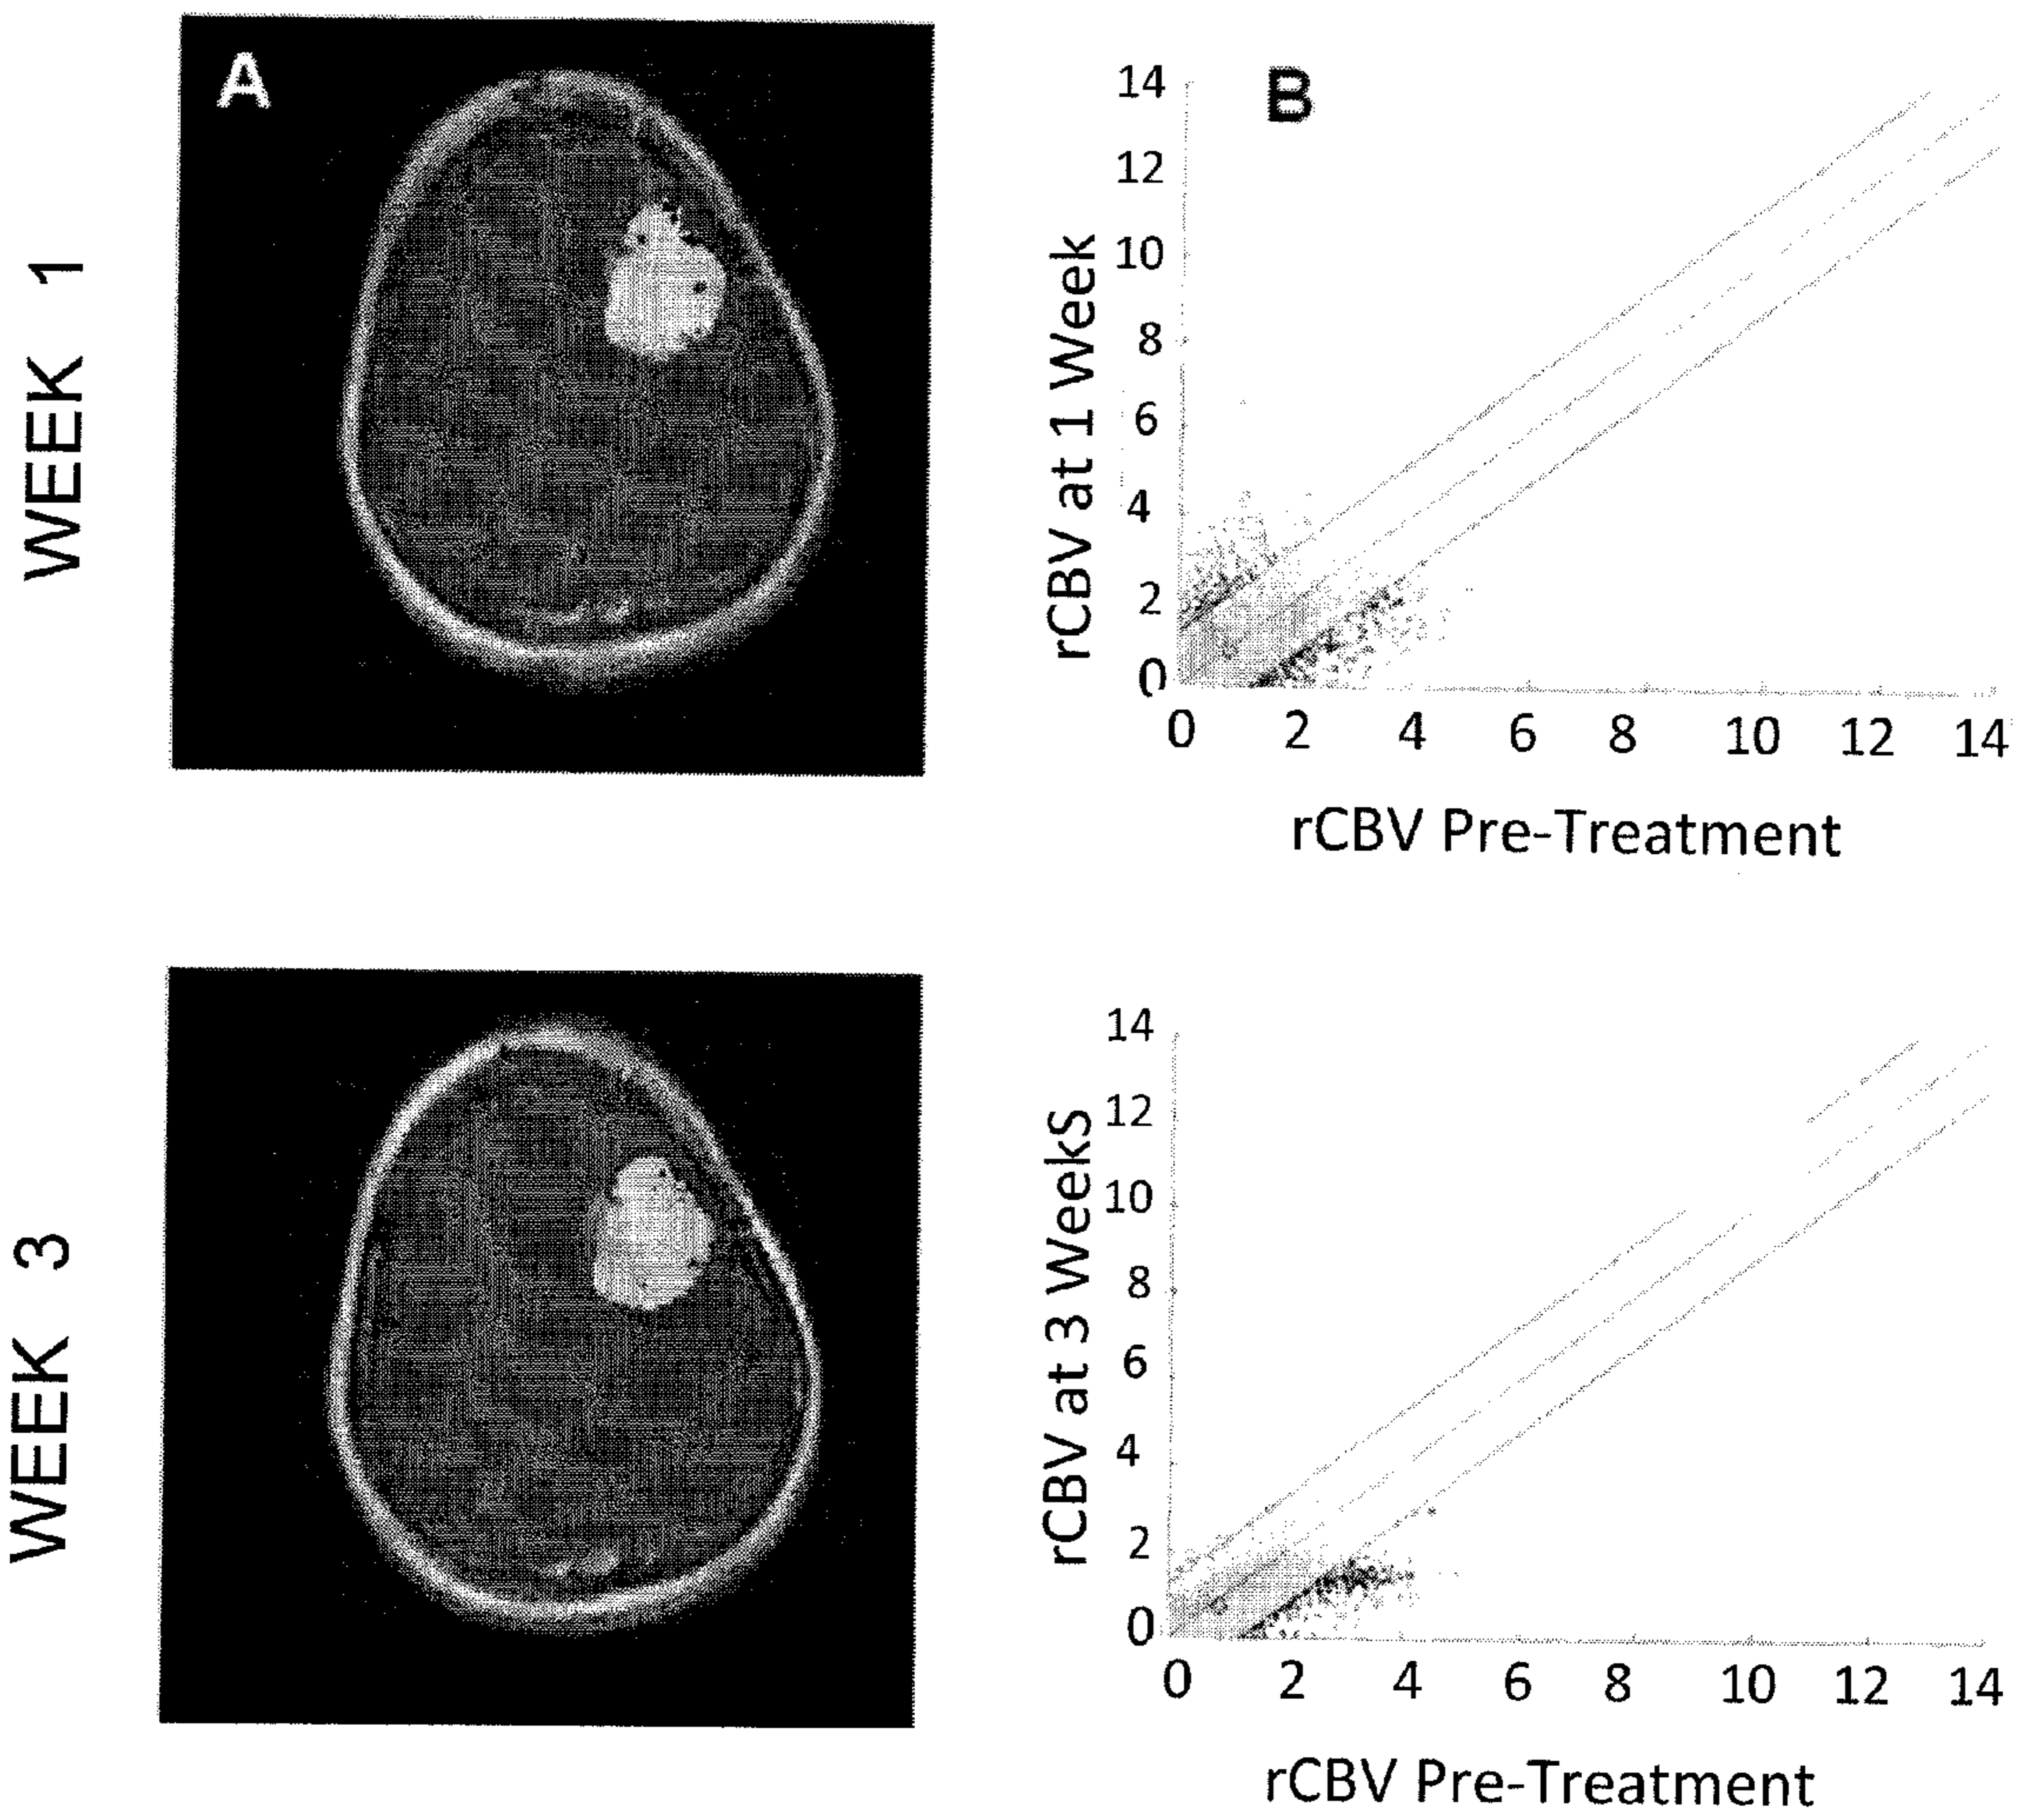 WEEK 1
A
B
rCBV at 1 Week
14
12
10
8
6
4
2
0
0 2 4 6 8 10 12 14
rCBV Pre-Treatment
WEEK 3
rCBV at 3 WeekS
14
12
10
8
6
4
2
0
0 2 4 6 8 10 12 14
rCBV Pre-Treatment